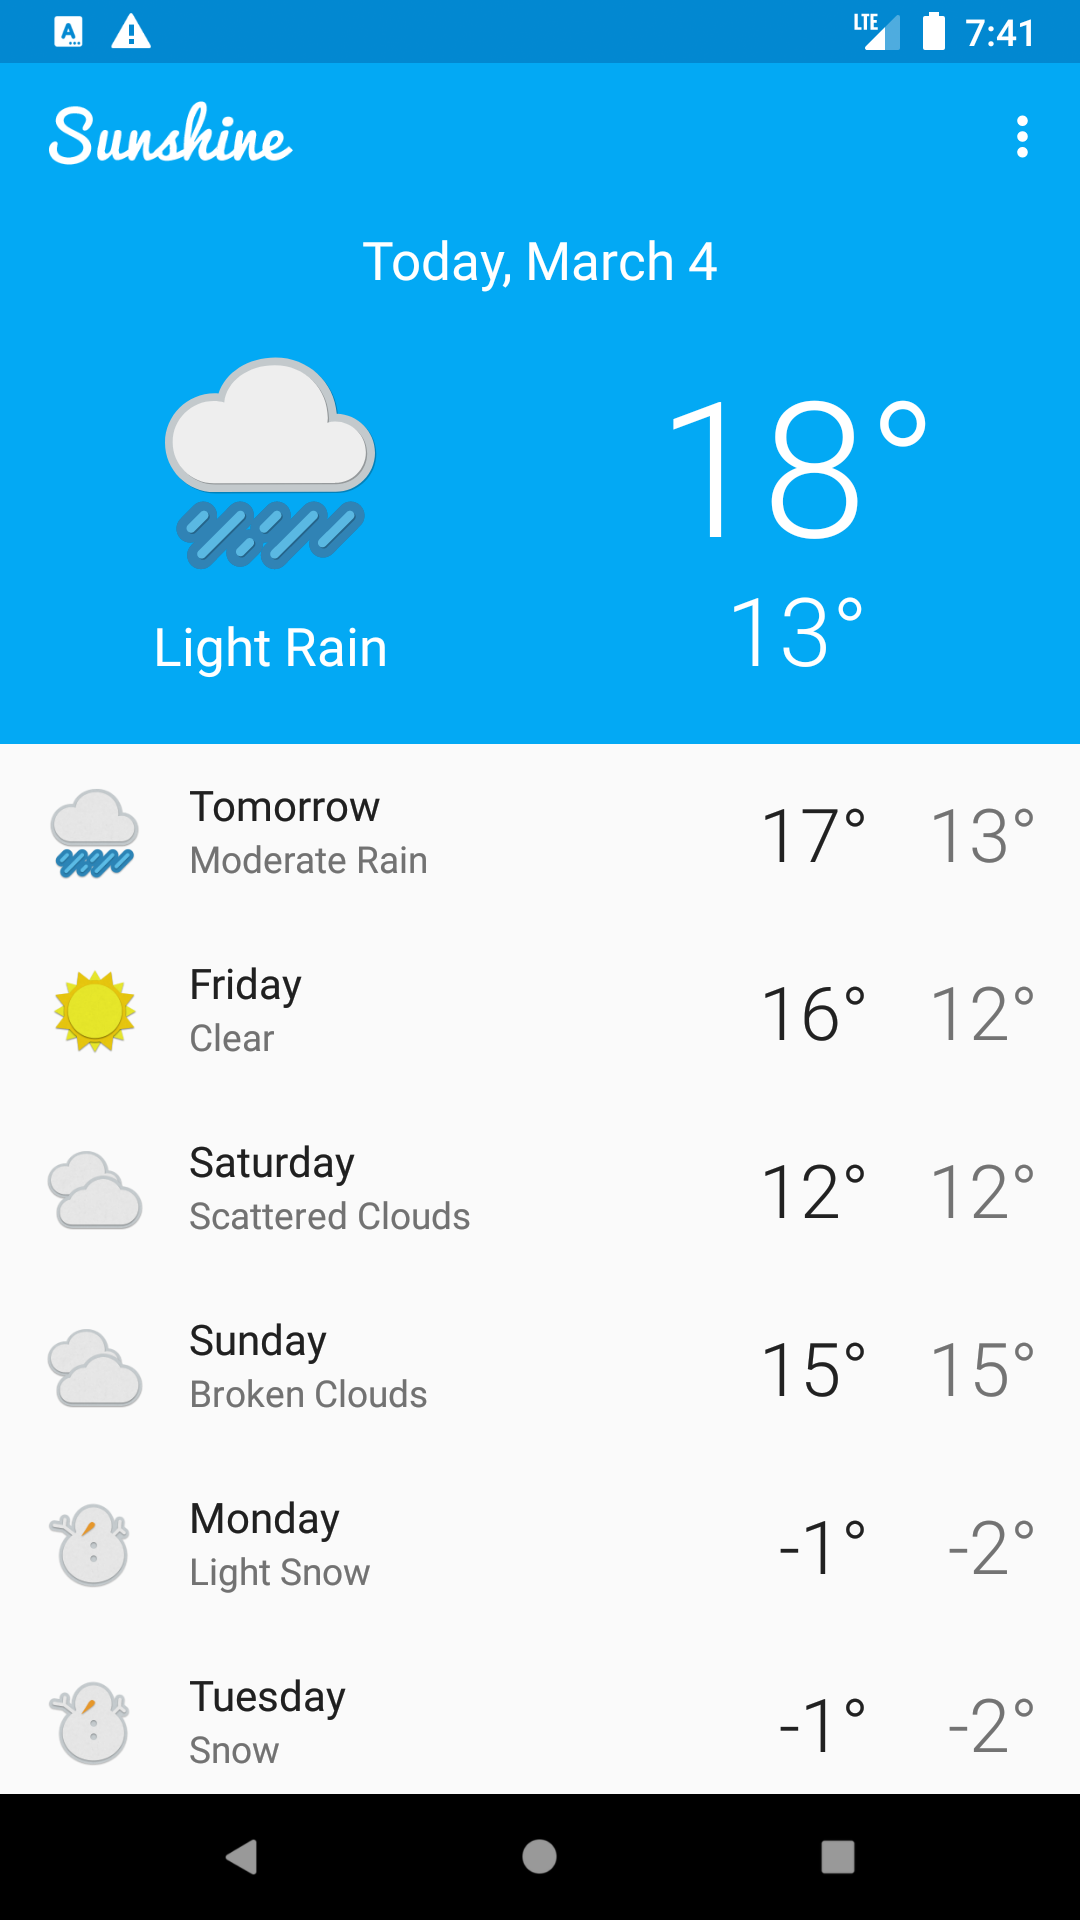 LTE 7:41
Sunshine
Today, March 4
18°
13°
Light Rain
Tomorrow
Moderate Rain
17° 13°
Friday
Clear
16° 12°
Saturday
Scattered Clouds
12° 12°
Sunday
Broken Clouds
15° 15°
Monday
Light Snow
-1° -2°
Tuesday
Snow
-1° -2°